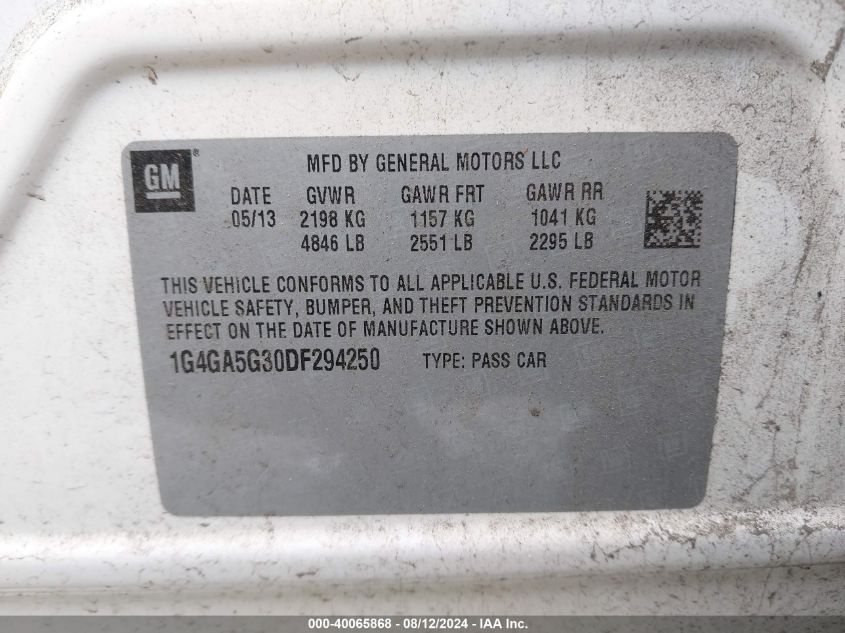 GM®
MFD BY GENERAL MOTORS LLC
DATE GVWR GAWR FRT GAWR RR
05/13 2198 KG 1157 KG 1041 KG
4846 LB 2551 LB 2295 LB
THIS VEHICLE CONFORMS TO ALL APPLICABLE U.S. FEDERAL MOTOR
VEHICLE SAFETY, BUMPER, AND THEFT PREVENTION STANDARDS IN
EFFECT ON THE DATE OF MANUFACTURE SHOWN ABOVE.
1G4GA5G30DF294250 TYPE: PASS CAR
000-40065868 - 08/12/2024 - IAA Inc.